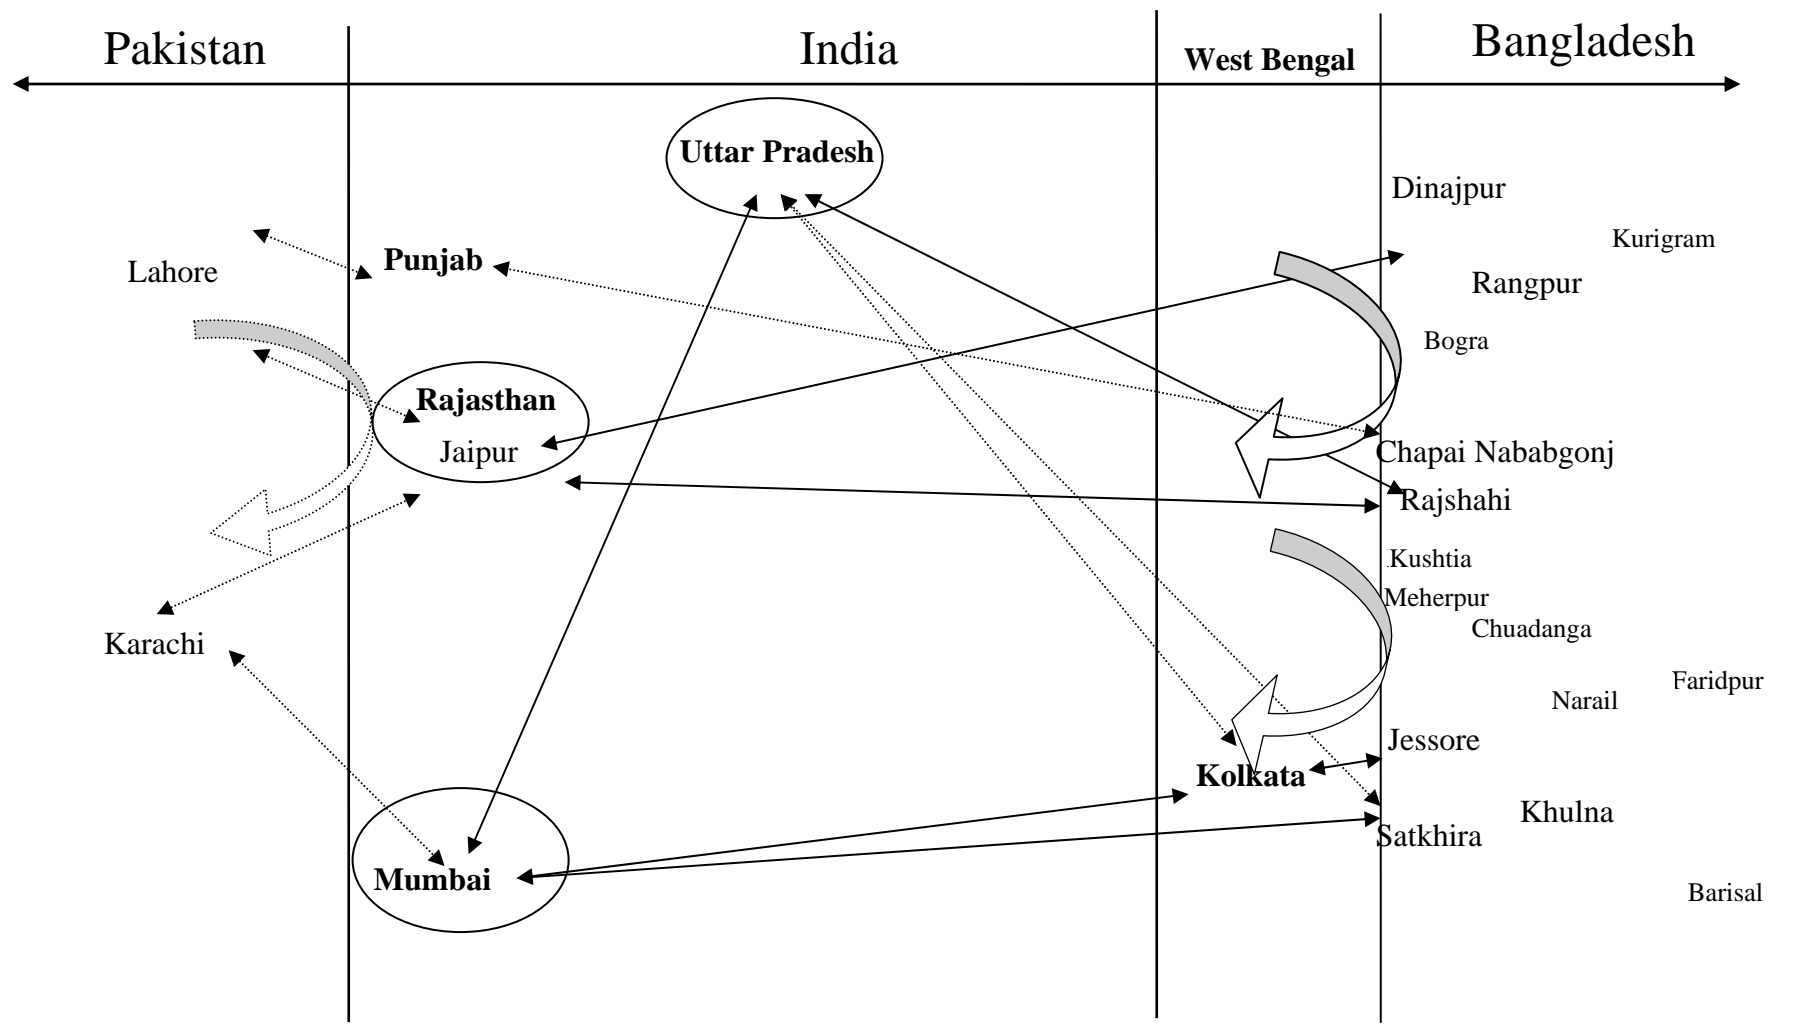 Pakistan
India
West Bengal
Bangladesh
Uttar Pradesh
Dinajpur
Kurigram
Punjab
Lahore
Rangpur
Bogra
Rajasthan
Jaipur
Chapai Nababgonj
Rajshahi
Kushtia
Meherpur
Chuadanga
Karachi
Faridpur
Narail
Jessore
Kolkata
Khulna
Satkhira
Mumbai
Barisal